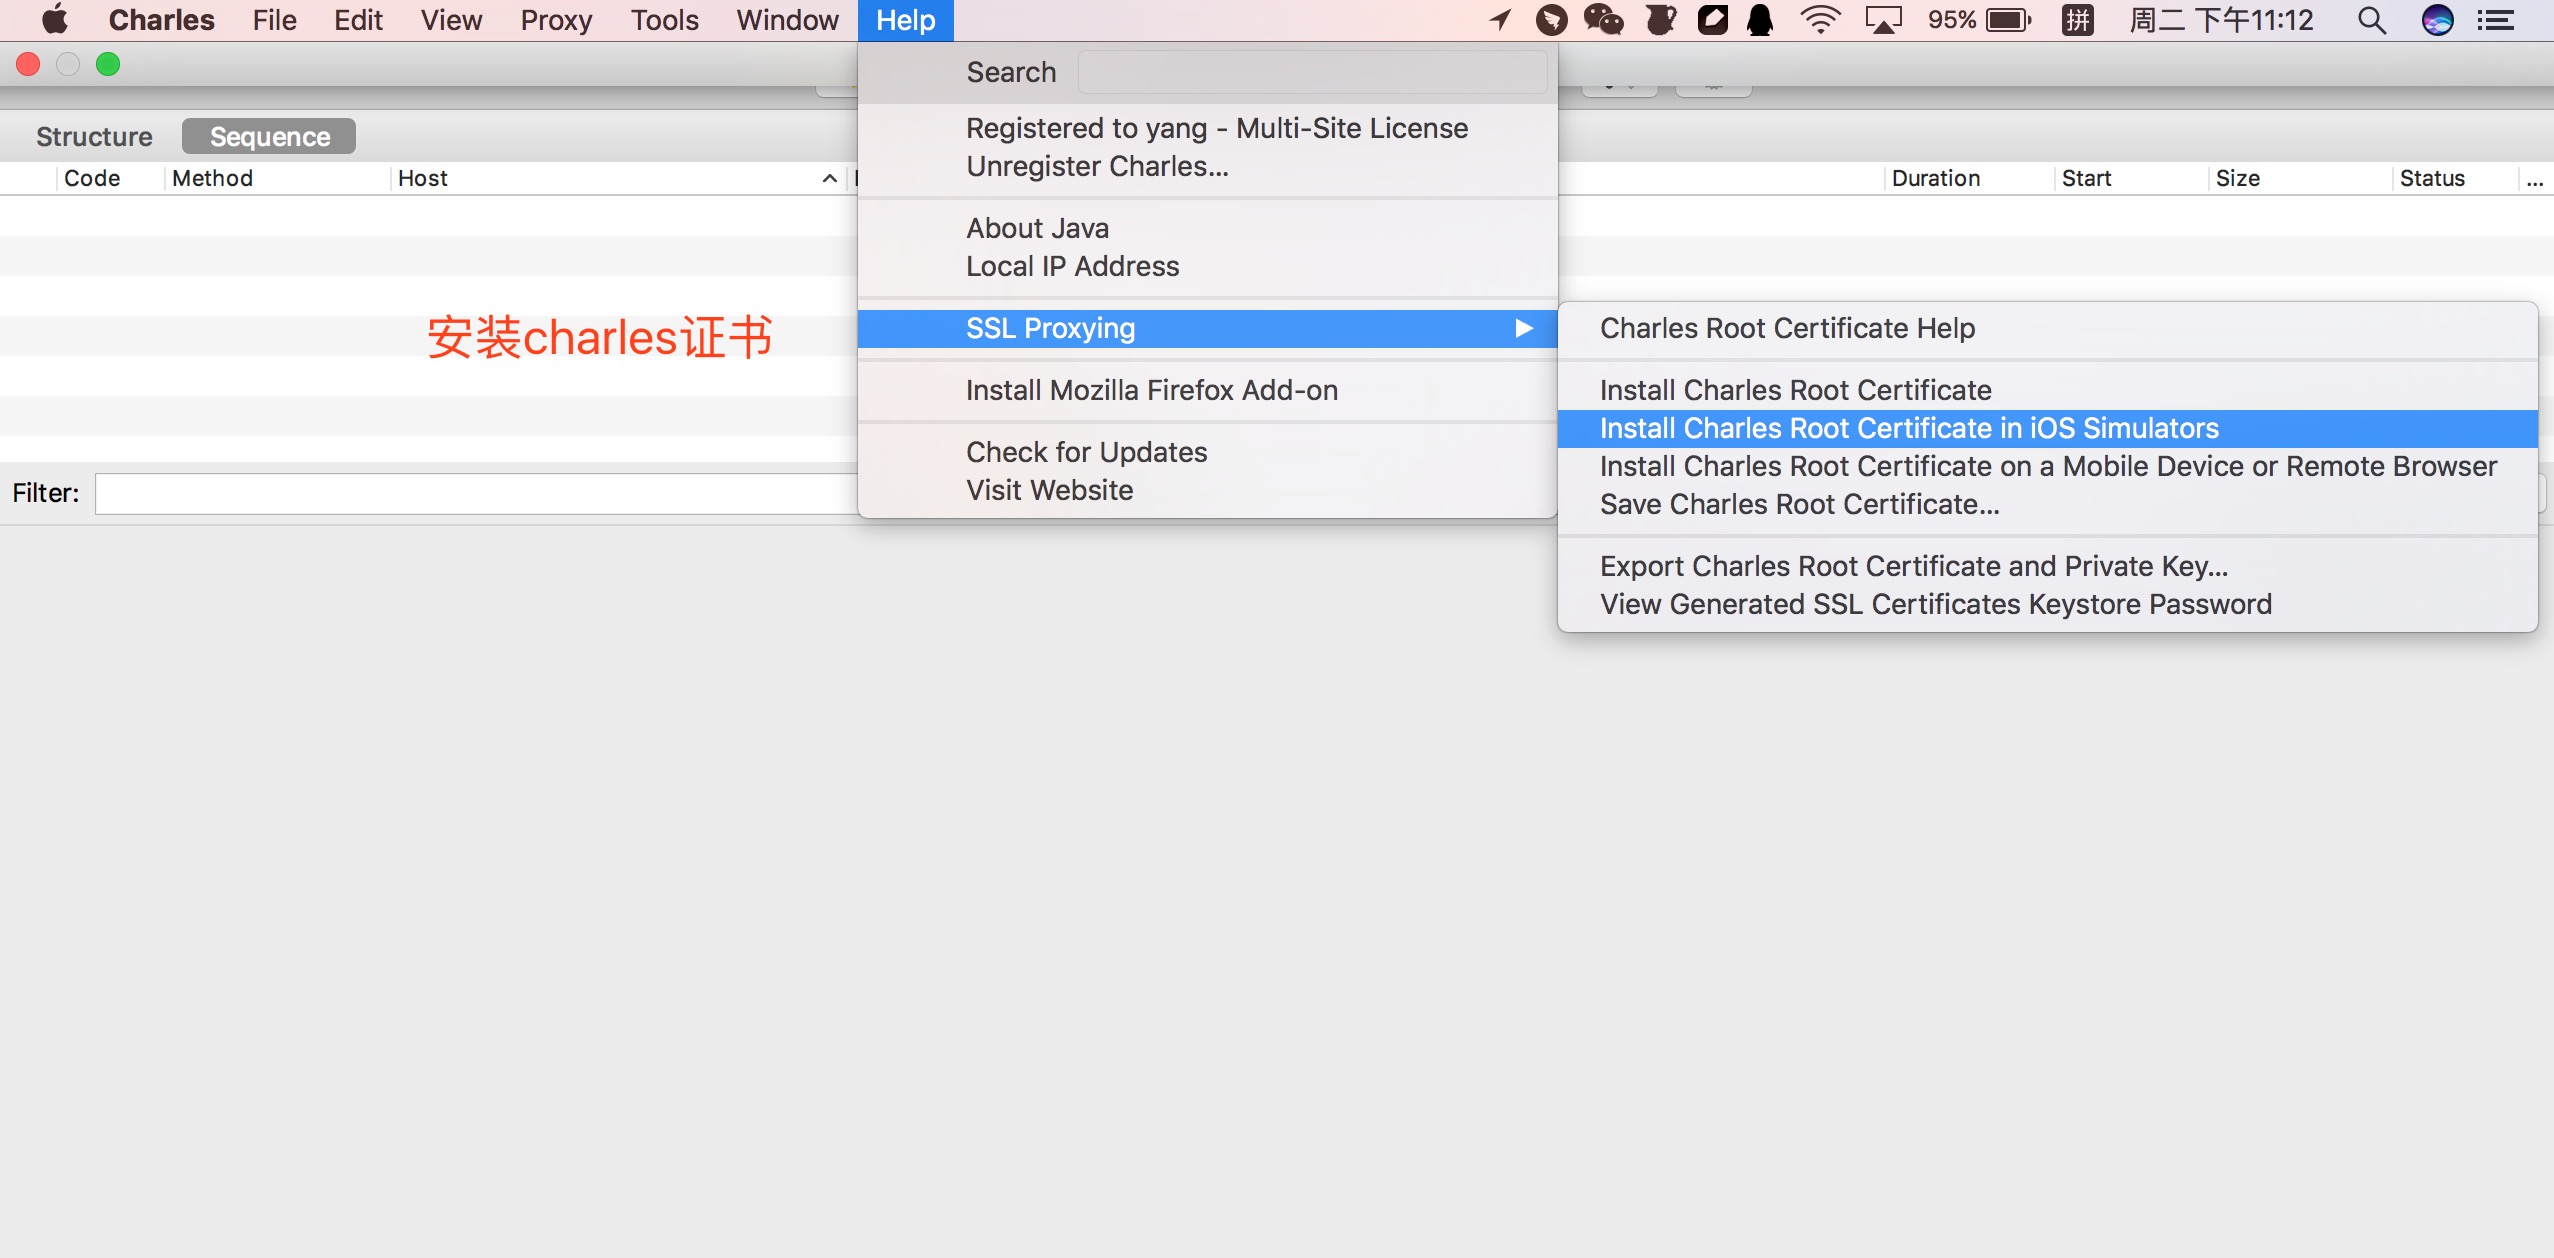 Charles File Edit View Proxy Tools Window Help 95% 拼 周二 下午11:12
Search
Structure Sequence
Registered to yang - Multi-Site License
Unregister Charles...
Code Method Host Duration Start Size Status ...
About Java
Local IP Address
安装charles证书
SSL Proxying
Install Mozilla Firefox Add-on
Check for Updates
Visit Website
Charles Root Certificate Help
Install Charles Root Certificate
Install Charles Root Certificate in iOS Simulators
Install Charles Root Certificate on a Mobile Device or Remote Browser
Save Charles Root Certificate...
Export Charles Root Certificate and Private Key...
View Generated SSL Certificates Keystore Password
Filter: